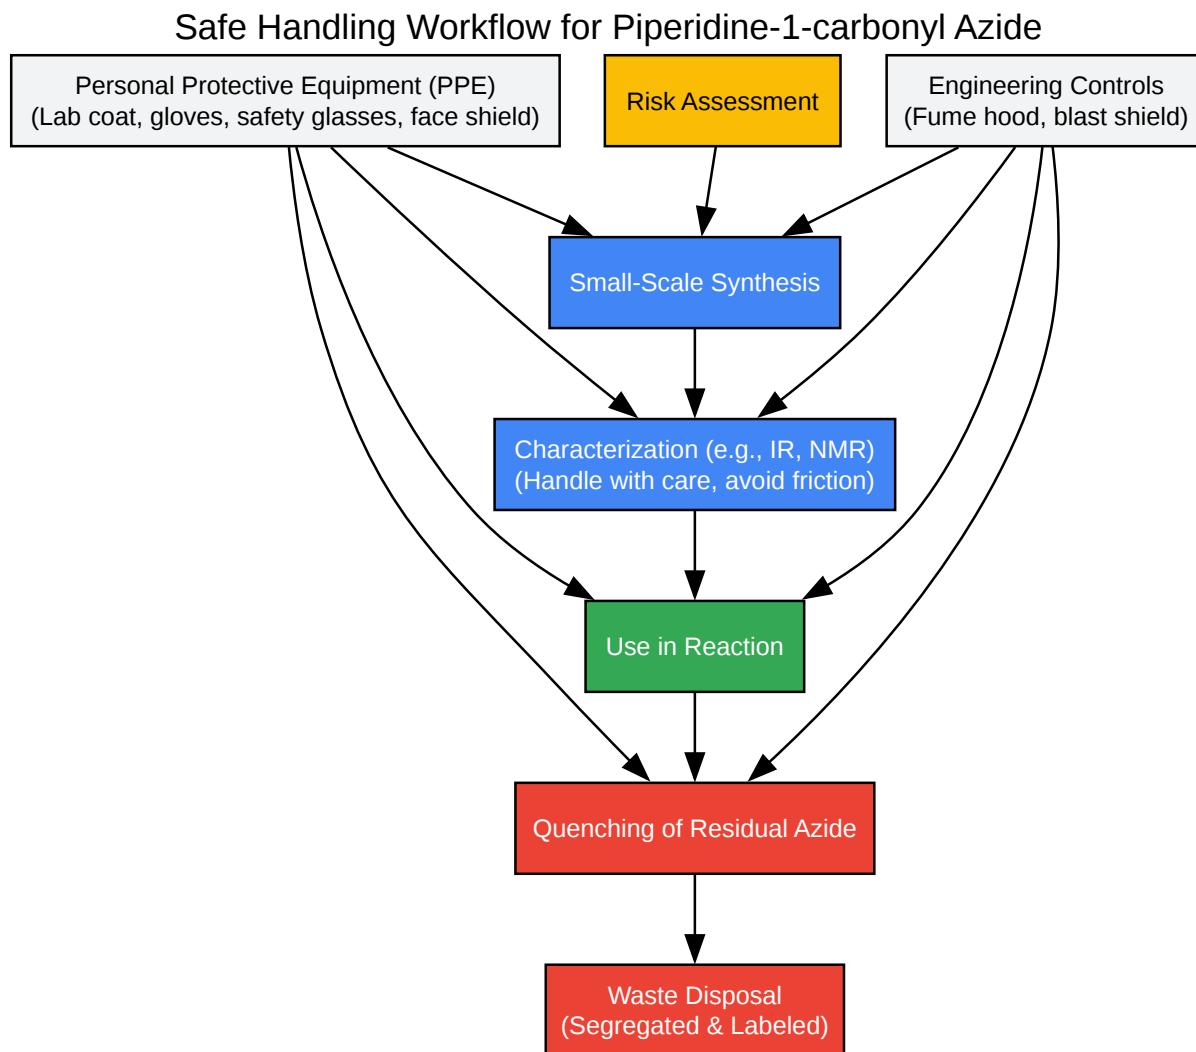 Safe Handling Workflow for Piperidine-1-carbonyl Azide
Personal Protective Equipment (PPE)
(Lab coat, gloves, safety glasses, face shield)
Risk Assessment
Engineering Controls
(Fume hood, blast shield)
Small-Scale Synthesis
Characterization (e.g., IR, NMR)
(Handle with care, avoid friction)
Use in Reaction
Quenching of Residual Azide
Waste Disposal
(Segregated & Labeled)